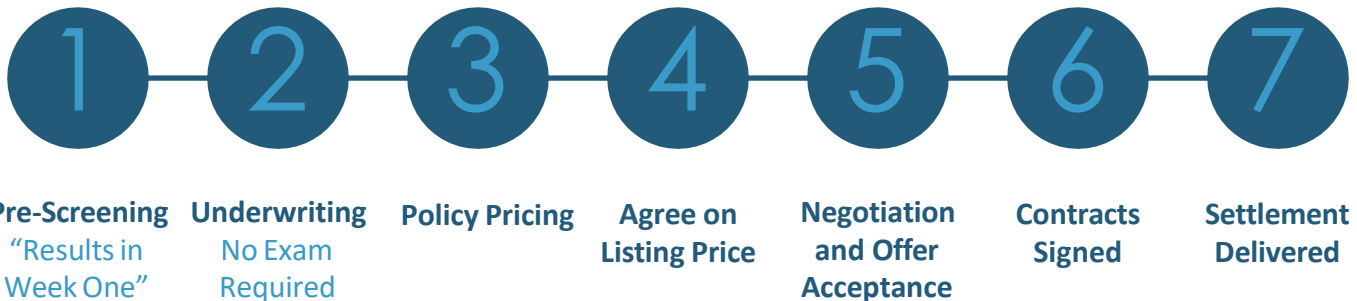 1 2 3 4 5 6 7
Pre-Screening Underwriting Policy Pricing Agree on Negotiation Contracts Settlement
“Results in No Exam Listing Price and Offer Signed Delivered
Week One” Required Acceptance